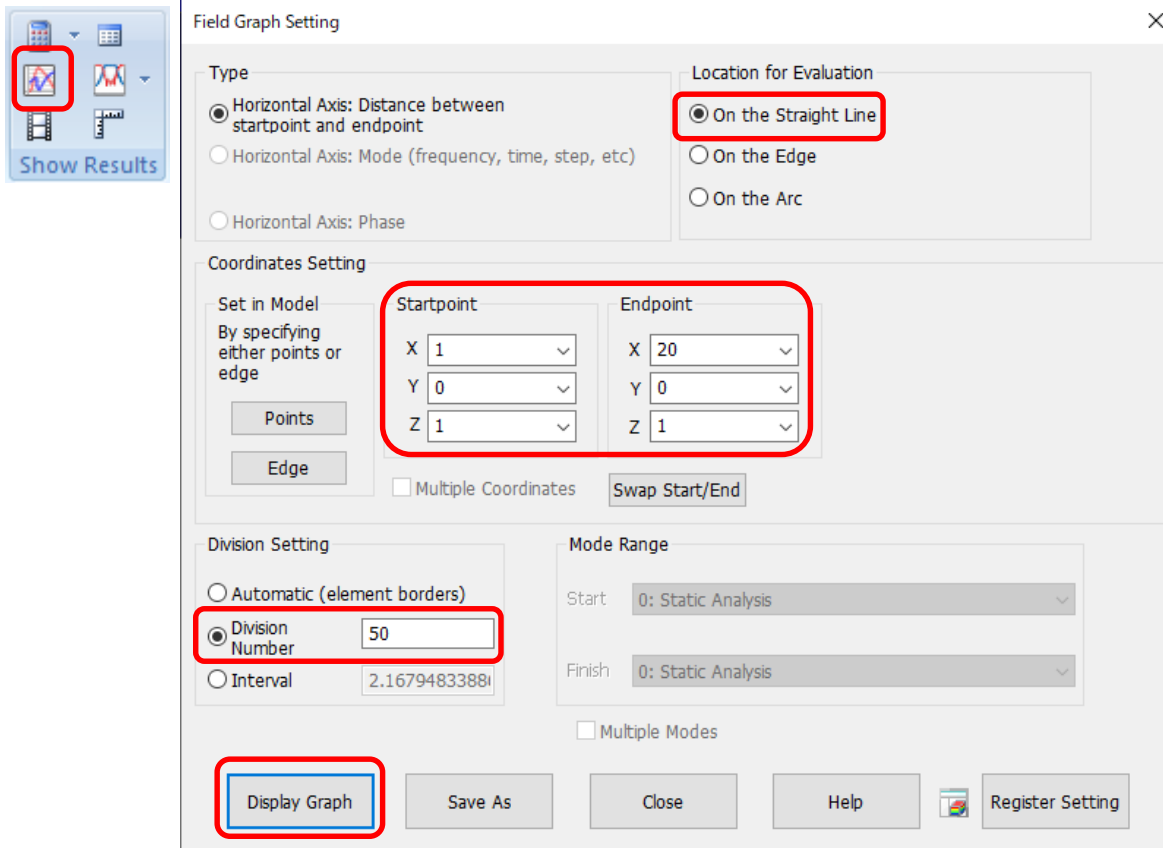 Show Results
Field Graph Setting
Type
Horizontal Axis: Distance between
startpoint and endpoint
Horizontal Axis: Mode (frequency, time, step, etc)
Horizontal Axis: Phase
Location for Evaluation
On the Straight Line
On the Edge
On the Arc
Coordinates Setting
Set in Model
By specifying
either points or
edge
Points
Edge
Startpoint
X 1
Y 0
Z 1
Endpoint
X 20
Y 0
Z 1
Multiple Coordinates
Swap Start/End
Division Setting
Automatic (element borders)
Division
Number
50
Interval
2.1679483388
Mode Range
Start 0: Static Analysis
Finish 0: Static Analysis
Multiple Modes
Display Graph
Save As
Close
Help
Register Setting